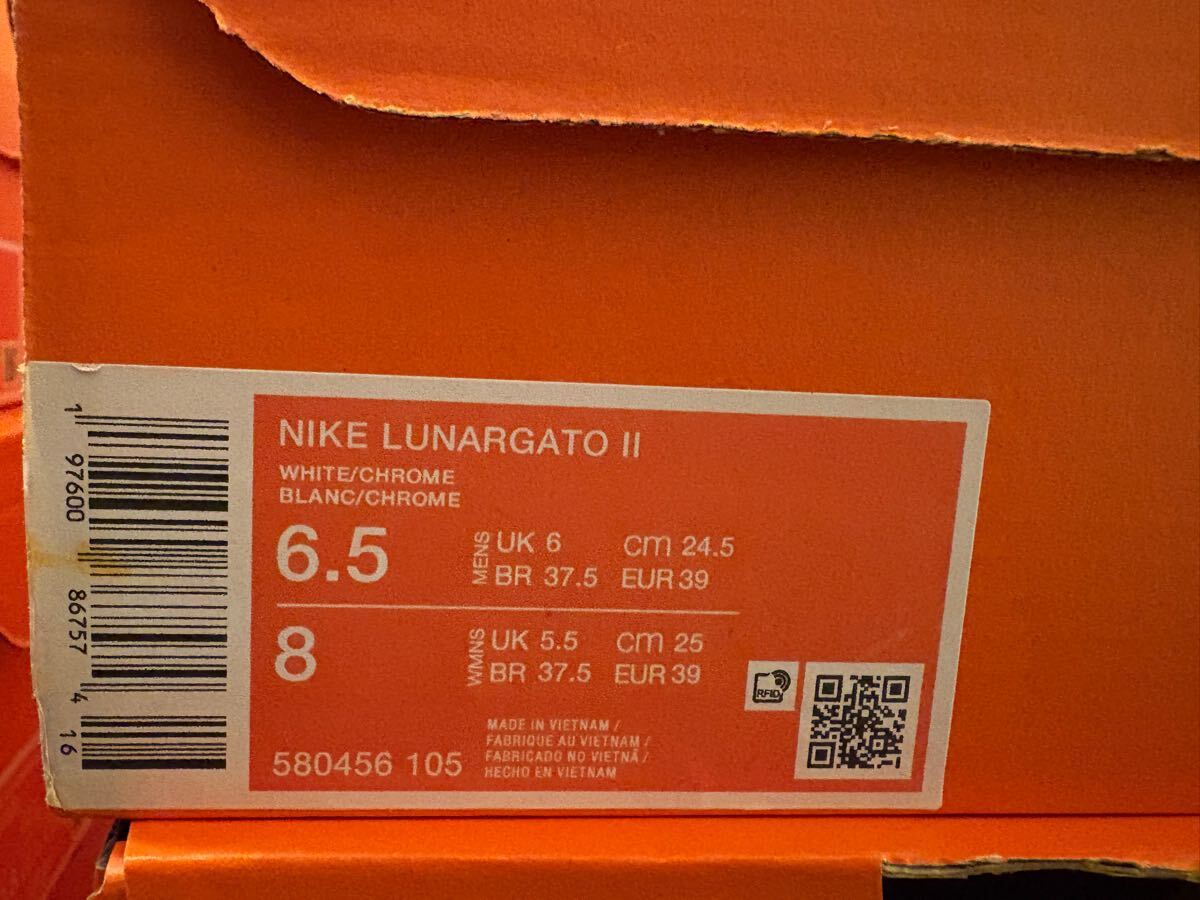 NIKE LUNARGATO II
WHITE/CHROME
BLANC/CHROME
6.5
MENS
UK 6 cm 24.5
BR 37.5 EUR 39
8
WMNS
UK 5.5 cm 25
BR 37.5 EUR 39
580456 105
MADE IN VIETNAM /
FABRIQUE AU VIETNAM /
FABRICADO NO VIETNÃ /
HECHO EN VIETNAM
RFID
1 97600 86757 4 16